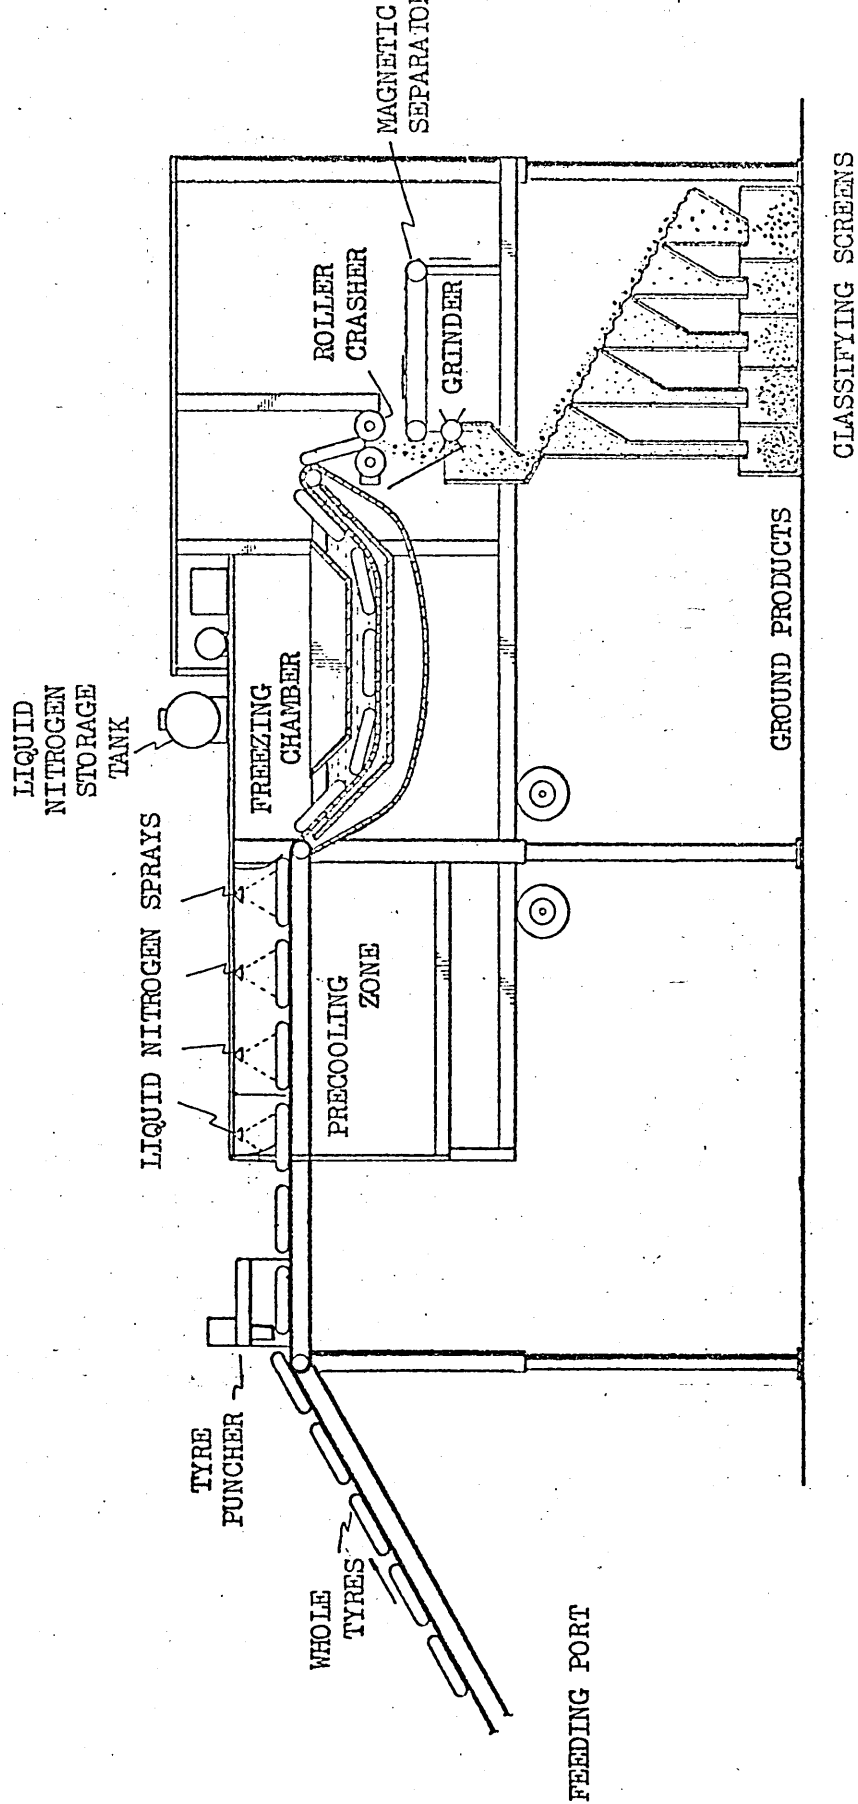 LIQUID
NITROGEN
STORAGE
TANK
LIQUID NITROGEN SPRAYS
TYRE
PUNCHER
WHOLE
TYRES
FEEDING PORT
PRECOOLING
ZONE
FREEZING
CHAMBER
ROLLER
CRASHER
MAGNETIC
SEPARATOR
GRINDER
GROUND PRODUCTS
CLASSIFYING SCREENS